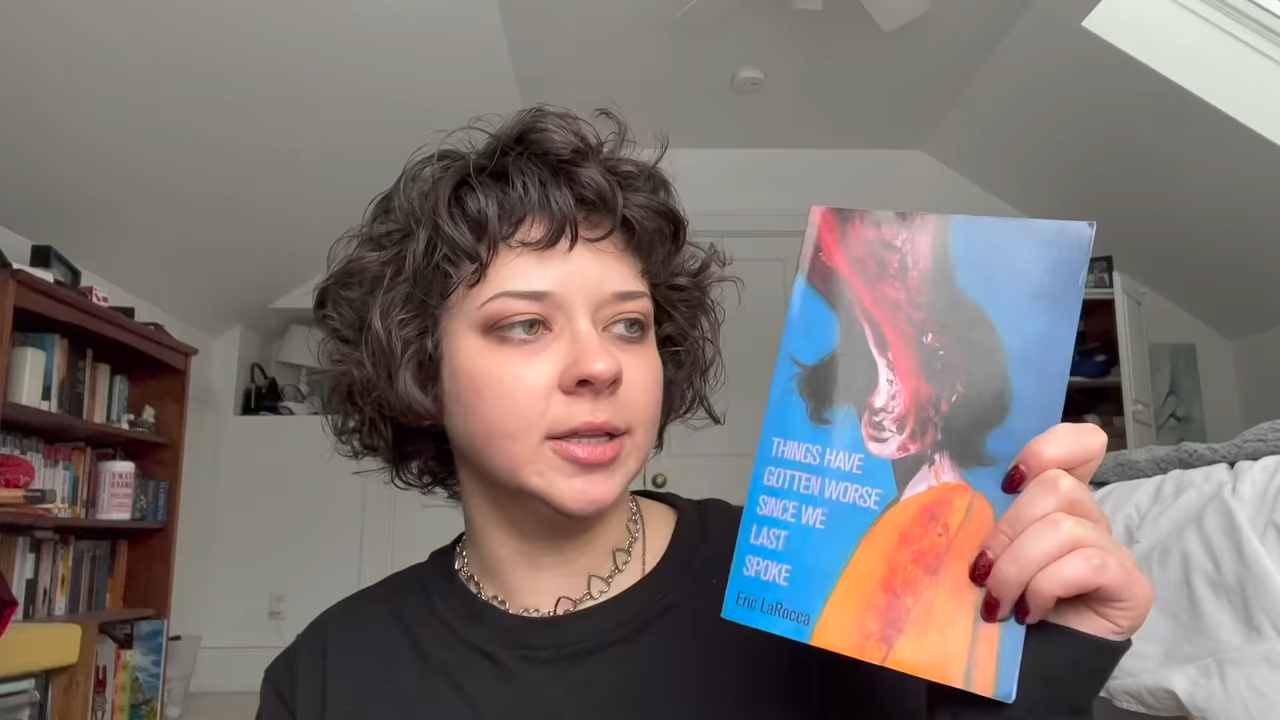 THINGS HAVE
GOTTEN WORSE
SINCE WE
LAST
SPOKE
Eric LaRocca